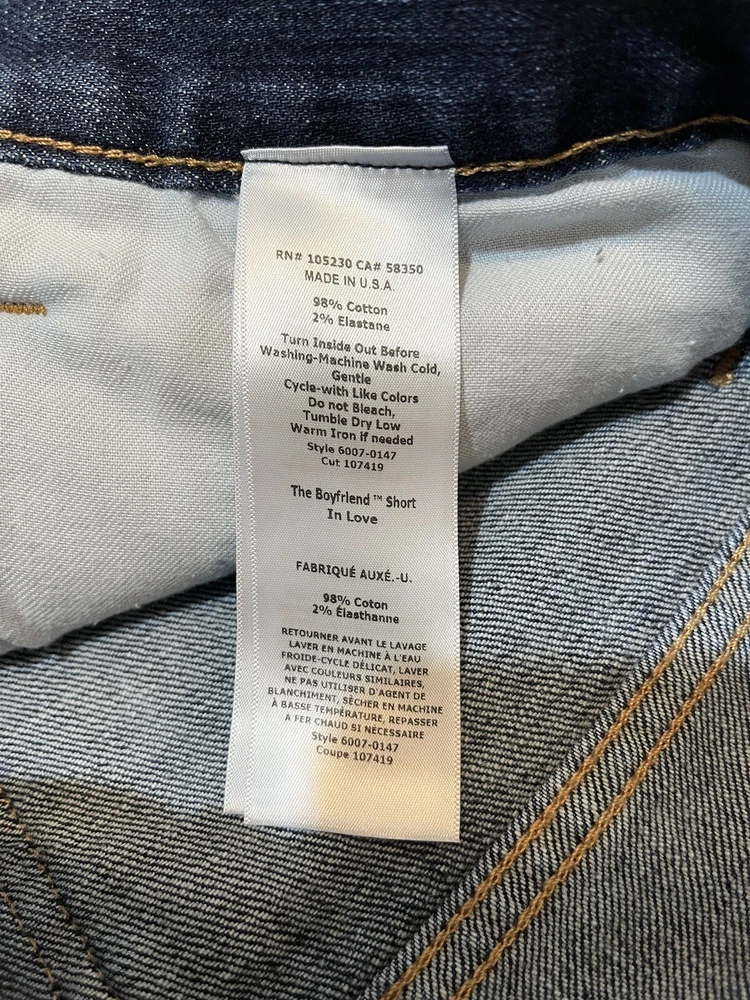 RN# 105230 CA# 58350
MADE IN U.S.A.
98% Cotton
2% Elastane
Turn Inside Out Before
Washing-Machine Wash Cold,
Gentle
Cycle-with Like Colors
Do not Bleach,
Tumble Dry Low
Warm Iron if needed
Style 6007-0147
Cut 107419
The Boyfriend ™ Short
In Love
FABRIQUÉ AUXÉ.-U.
98% Coton
2% Élasthanne
RETOURNER AVANT LE LAVAGE
LAVER EN MACHINE À L'EAU
FROIDE-CYCLE DÉLICAT, LAVER
AVEC COULEURS SIMILAIRES,
NE PAS UTILISER D'AGENT DE
BLANCHIMENT, SÉCHER EN MACHINE
À BASSE TEMPÉRATURE, REPASSER
A FER CHAUD SI NÉCESSAIRE
Style 6007-0147
Coupe 107419